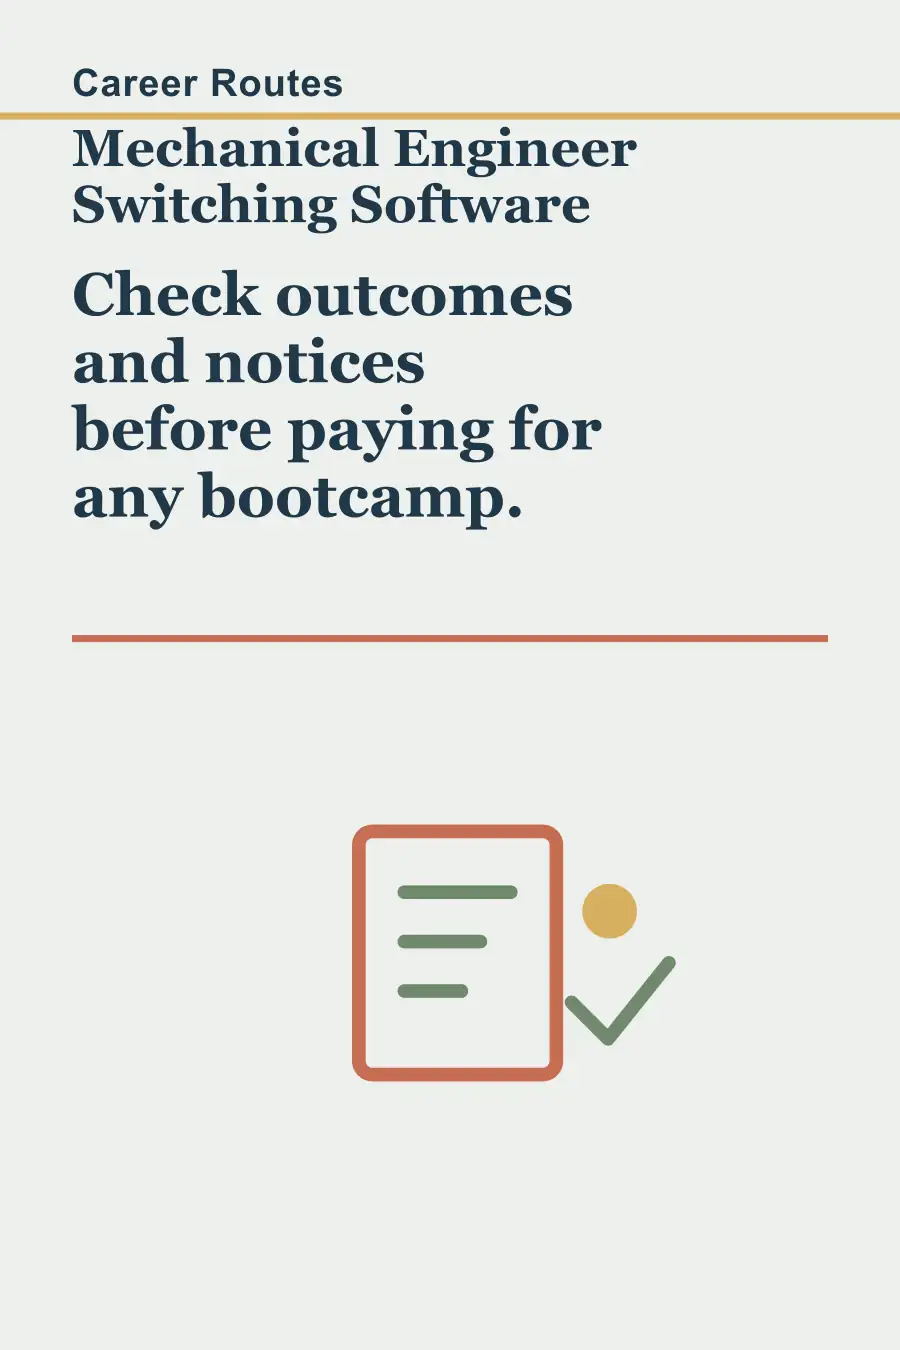 Career Routes
Mechanical Engineer
Switching Software
Check outcomes
and notices
before paying for
any bootcamp.